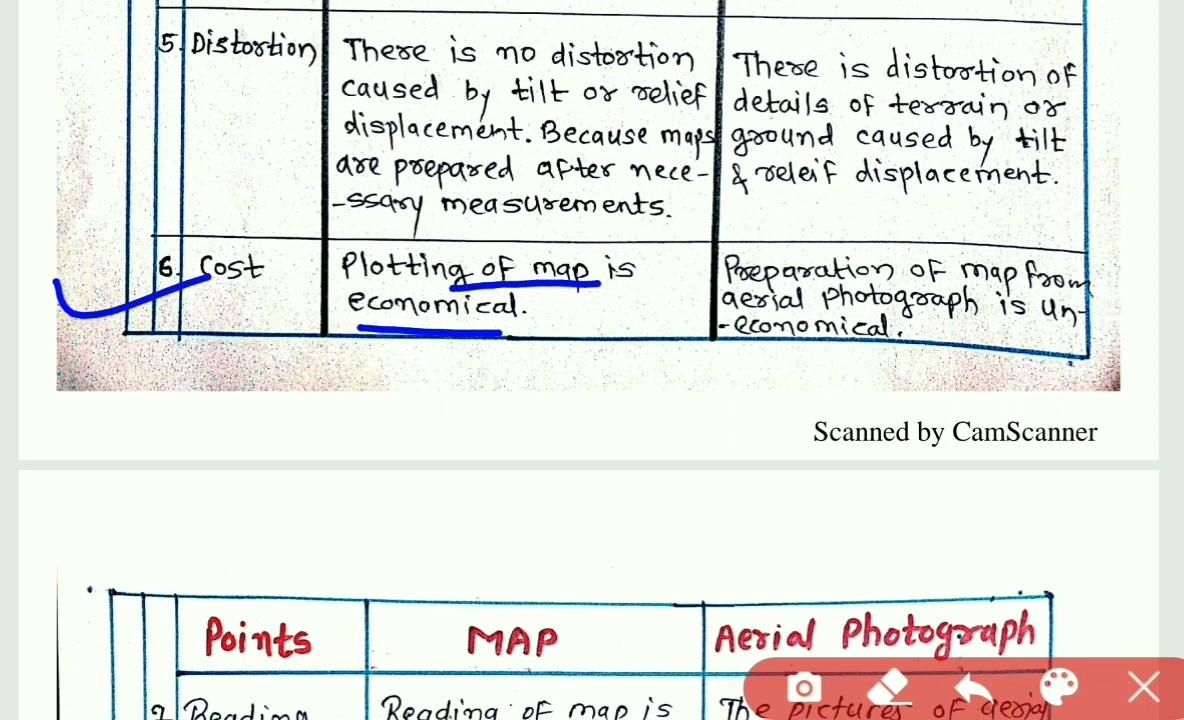 5. Distortion
There is no distortion
caused by tilt or relief
displacement. Because maps
are prepared after nece-
-ssary measurements.
There is distortion of
details of terrain or
ground caused by tilt
& releif displacement.
6. Cost
Plotting of map is
economical.
Preparation of map from
aerial photograph is un-
-economical.
Scanned by CamScanner
Points
MAP
Aerial Photograph
Reading
Reading of map is
The pictures of aerial